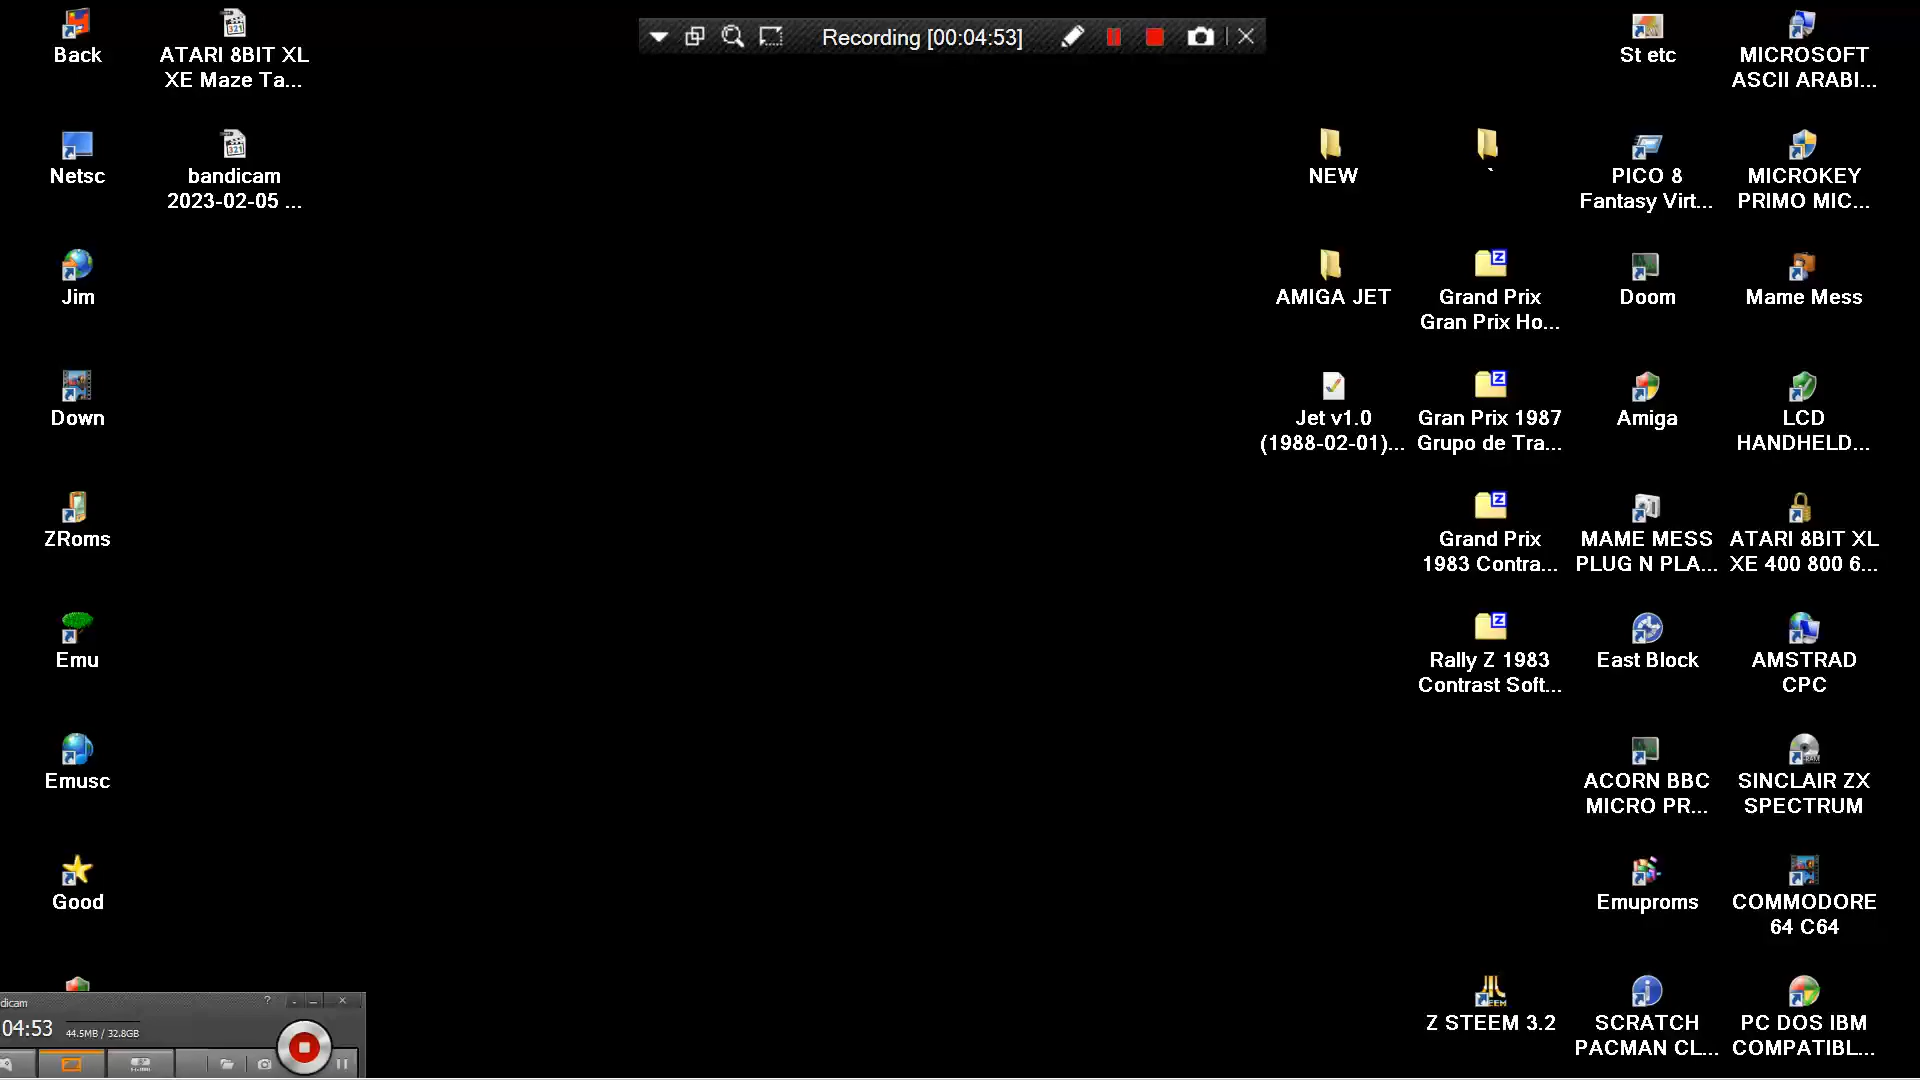 Back
ATARI 8BIT XL
XE Maze Ta...
Recording [00:04:53]
St etc
MICROSOFT
ASCII ARABI...
Netsc
bandicam
2023-02-05 ...
NEW
`
PICO 8
Fantasy Virt...
MICROKEY
PRIMO MIC...
Jim
AMIGA JET
Grand Prix
Gran Prix Ho...
Doom
Mame Mess
Down
Jet v1.0
(1988-02-01)...
Gran Prix 1987
Grupo de Tra...
Amiga
LCD
HANDHELD...
ZRoms
Grand Prix
1983 Contra...
MAME MESS
PLUG N PLA...
ATARI 8BIT XL
XE 400 800 6...
Emu
Rally Z 1983
Contrast Soft...
East Block
AMSTRAD
CPC
Emusc
ACORN BBC
MICRO PR...
SINCLAIR ZX
SPECTRUM
Good
Emuproms
COMMODORE
64 C64
Z STEEM 3.2
SCRATCH
PACMAN CL...
PC DOS IBM
COMPATIBL...
dicam
04:53
44.5MB / 32.8GB